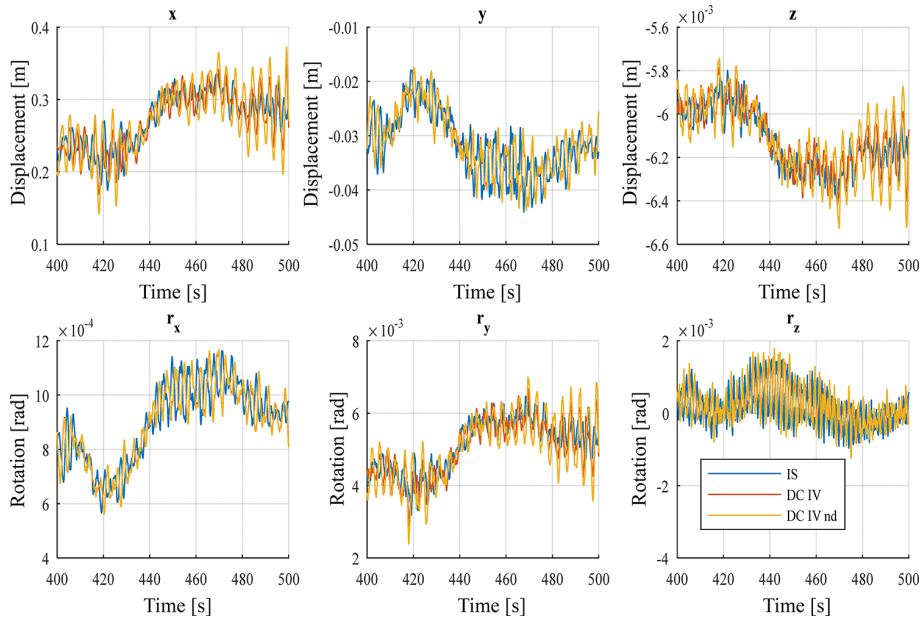 x
0.4
0.3
0.2
0.1
Displacement [m]
400 420 440 460 480 500
Time [s]
y
-0.01
-0.02
-0.03
-0.04
-0.05
Displacement [m]
400 420 440 460 480 500
Time [s]
z
×10⁻³
-5.6
-5.8
-6
-6.2
-6.4
-6.6
Displacement [m]
400 420 440 460 480 500
Time [s]
r_x
×10⁻⁴
12
10
8
6
4
Rotation [rad]
400 420 440 460 480 500
Time [s]
r_y
×10⁻³
8
6
4
2
Rotation [rad]
400 420 440 460 480 500
Time [s]
r_z
×10⁻³
2
0
-2
-4
Rotation [rad]
IS
DC IV
DC IV nd
400 420 440 460 480 500
Time [s]